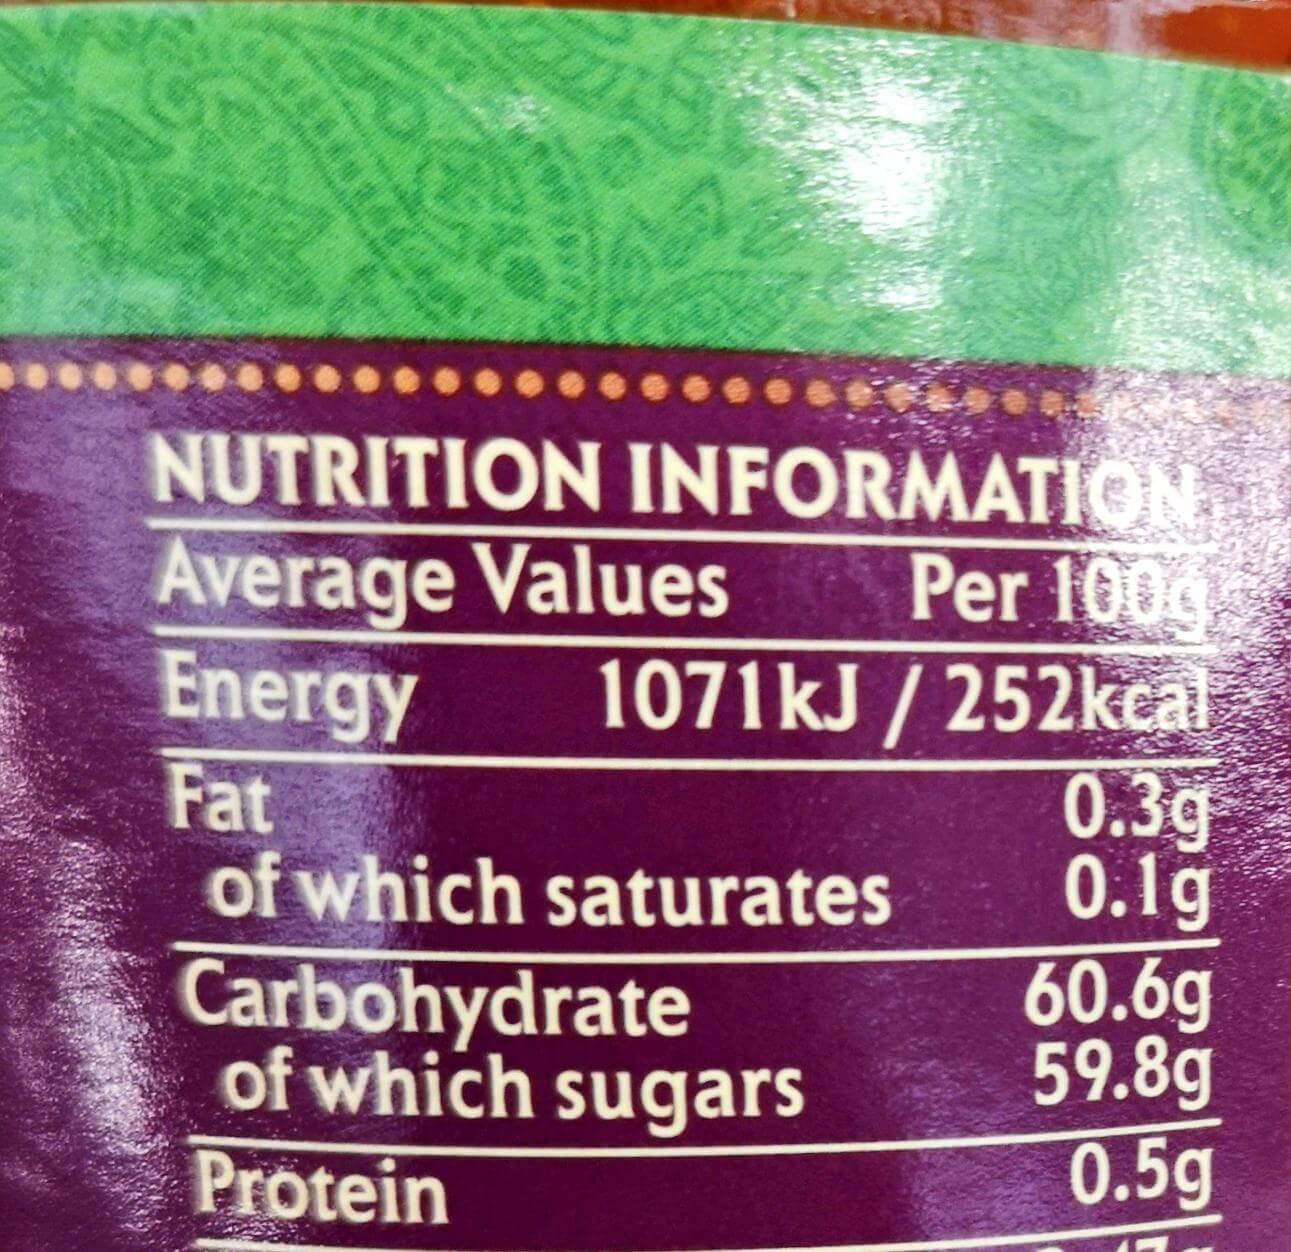 NUTRITION INFORMATION
Average Values Per 100g
Energy 1071kJ / 252kcal
Fat 0.3g
of which saturates 0.1g
Carbohydrate 60.6g
of which sugars 59.8g
Protein 0.5g